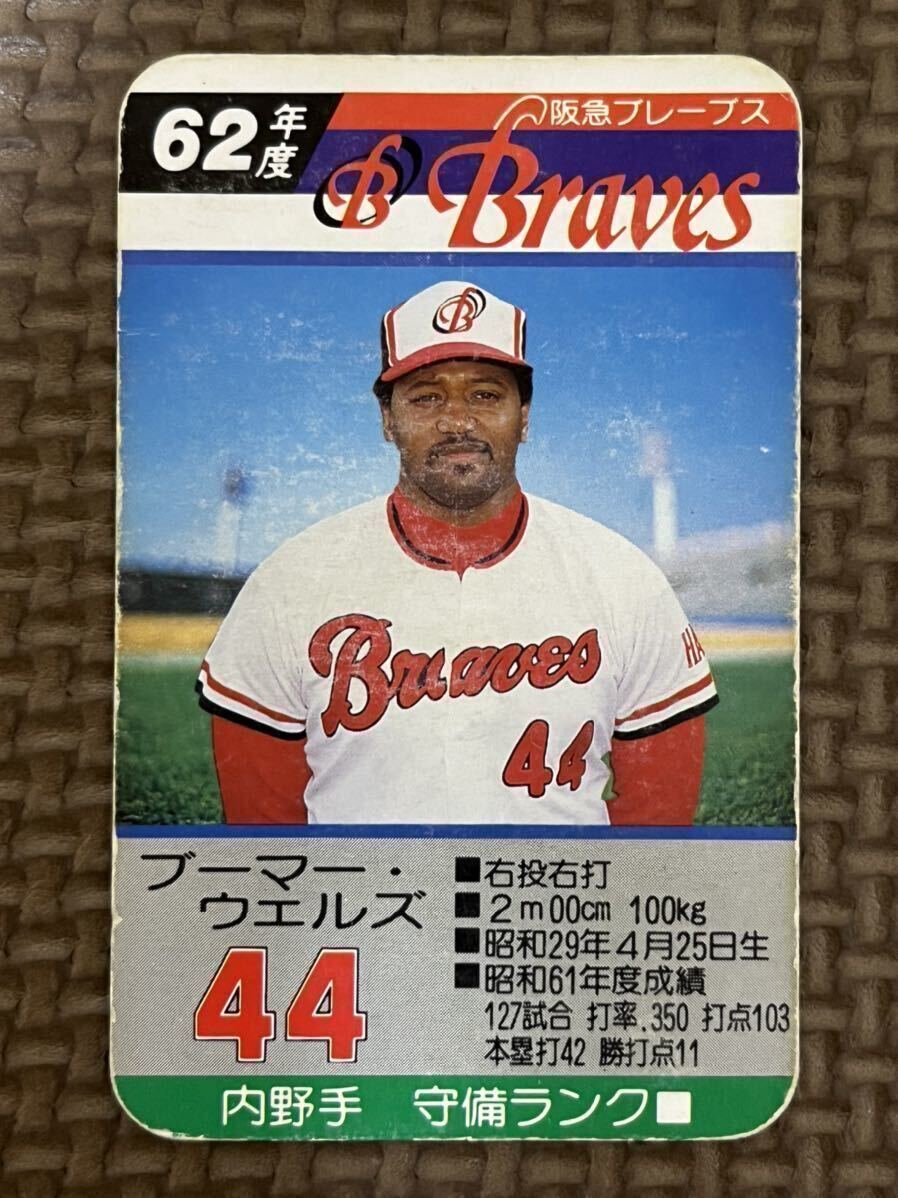 62年度
阪急ブレーブス
B Braves
B
Braves
HA
44
ブーマー・
ウエルズ
44
■右投右打
■2m00cm 100kg
■昭和29年4月25日生
■昭和61年度成績
127試合 打率.350 打点103
本塁打42 勝打点11
内野手 守備ランク■